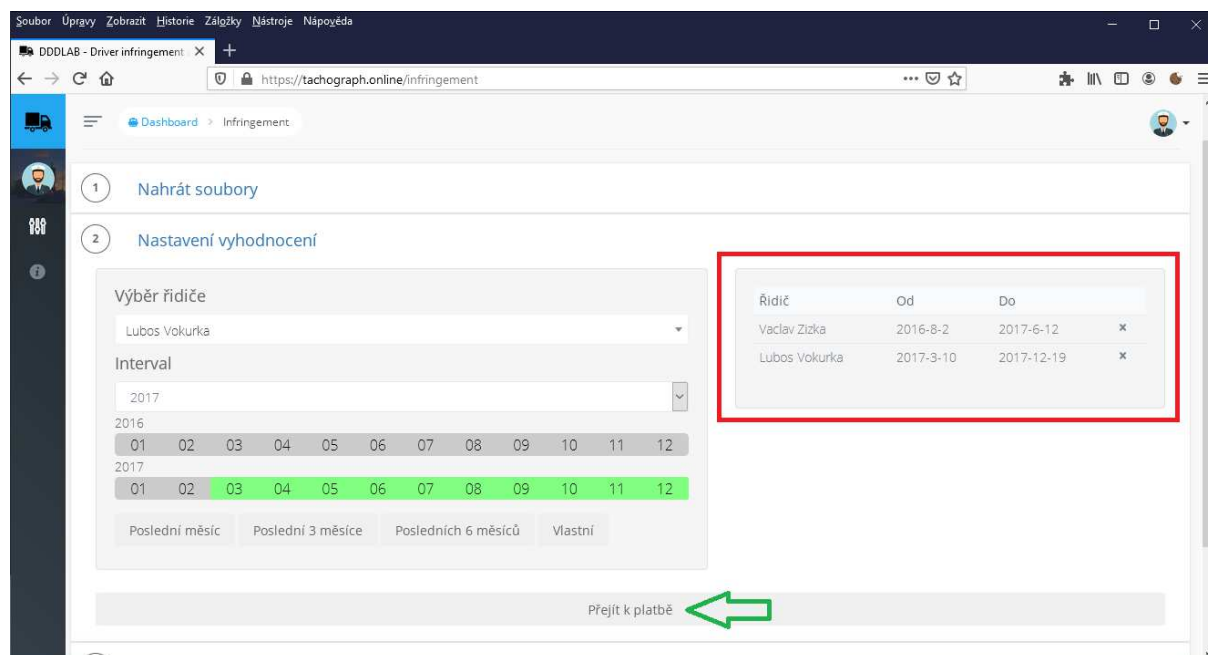 Soubor Úpravy Zobrazit Historie Záložky Nástroje Nápověda
DDDLAB - Driver infringement
https://tachograph.online/infringement
Dashboard > Infringement
1 Nahrát soubory
2 Nastavení vyhodnocení
Výběr řidiče
Lubos Vokurka
Interval
2017
2016
01 02 03 04 05 06 07 08 09 10 11 12
2017
01 02 03 04 05 06 07 08 09 10 11 12
Poslední měsíc Poslední 3 měsíce Posledních 6 měsíců Vlastní
Řidič Od Do
Vaclav Zizka 2016-8-2 2017-6-12 ×
Lubos Vokurka 2017-3-10 2017-12-19 ×
Přejít k platbě